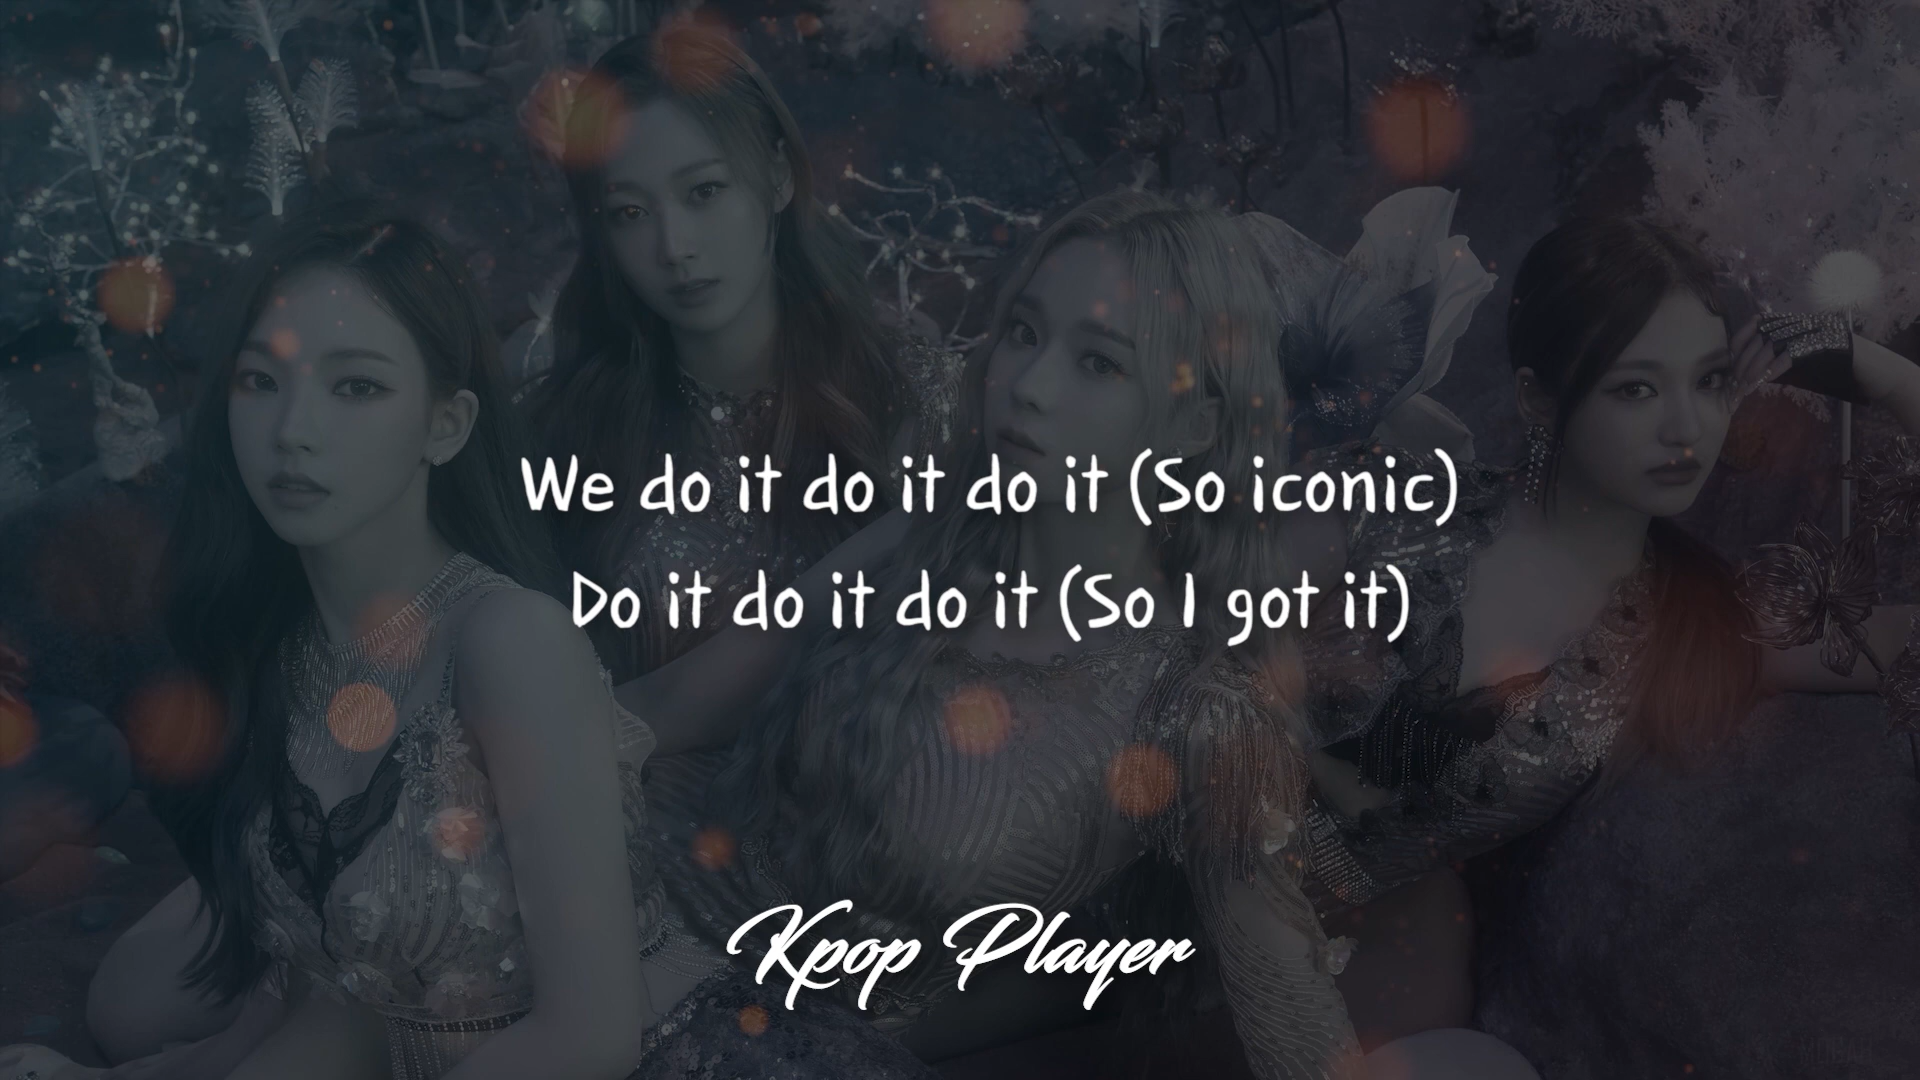 We do it do it do it (So iconic)
Do it do it do it (So I got it)
Kpop Player